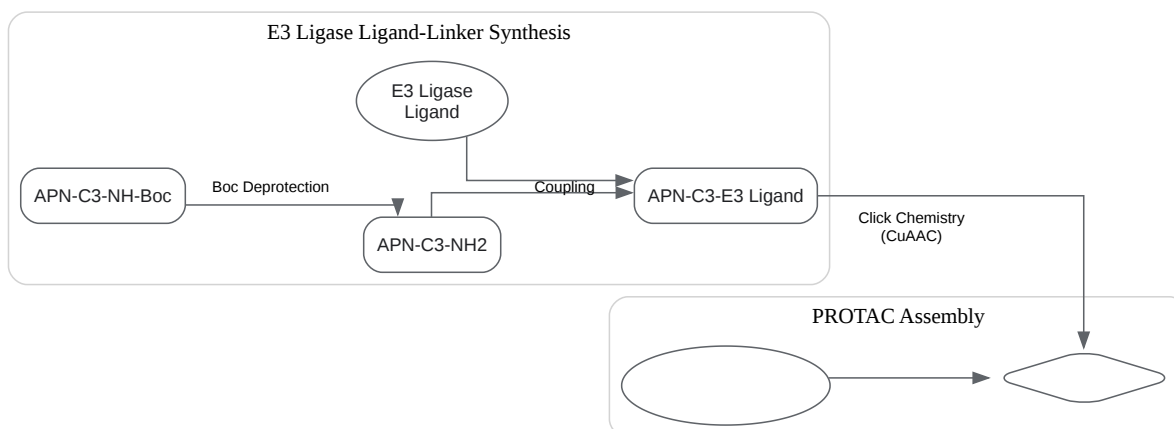 E3 Ligase Ligand-Linker Synthesis
E3 Ligase
Ligand
APN-C3-NH-Boc
Boc Deprotection
Coupling
APN-C3-E3 Ligand
APN-C3-NH2
Click Chemistry
(CuAAC)
PROTAC Assembly